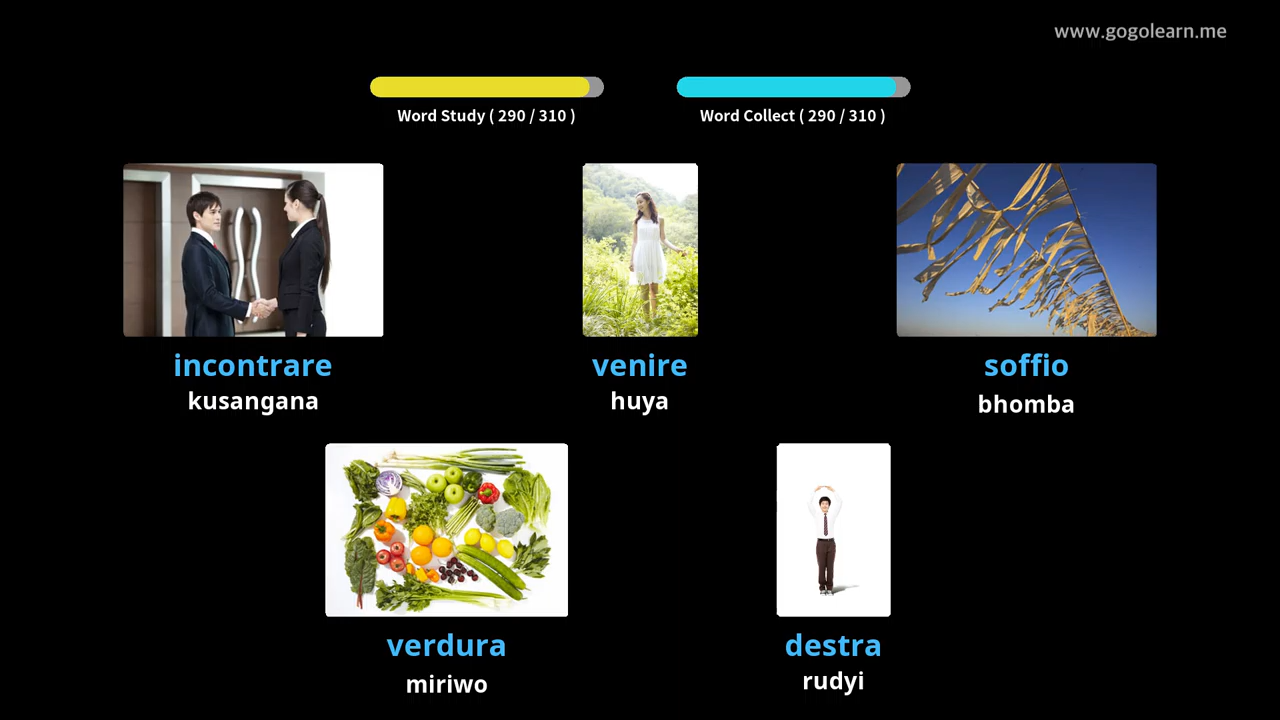 www.gogolearn.me
Word Study ( 290 / 310 )
Word Collect ( 290 / 310 )
incontrare
kusangana
venire
huya
soffio
bhomba
verdura
miriwo
destra
rudyi